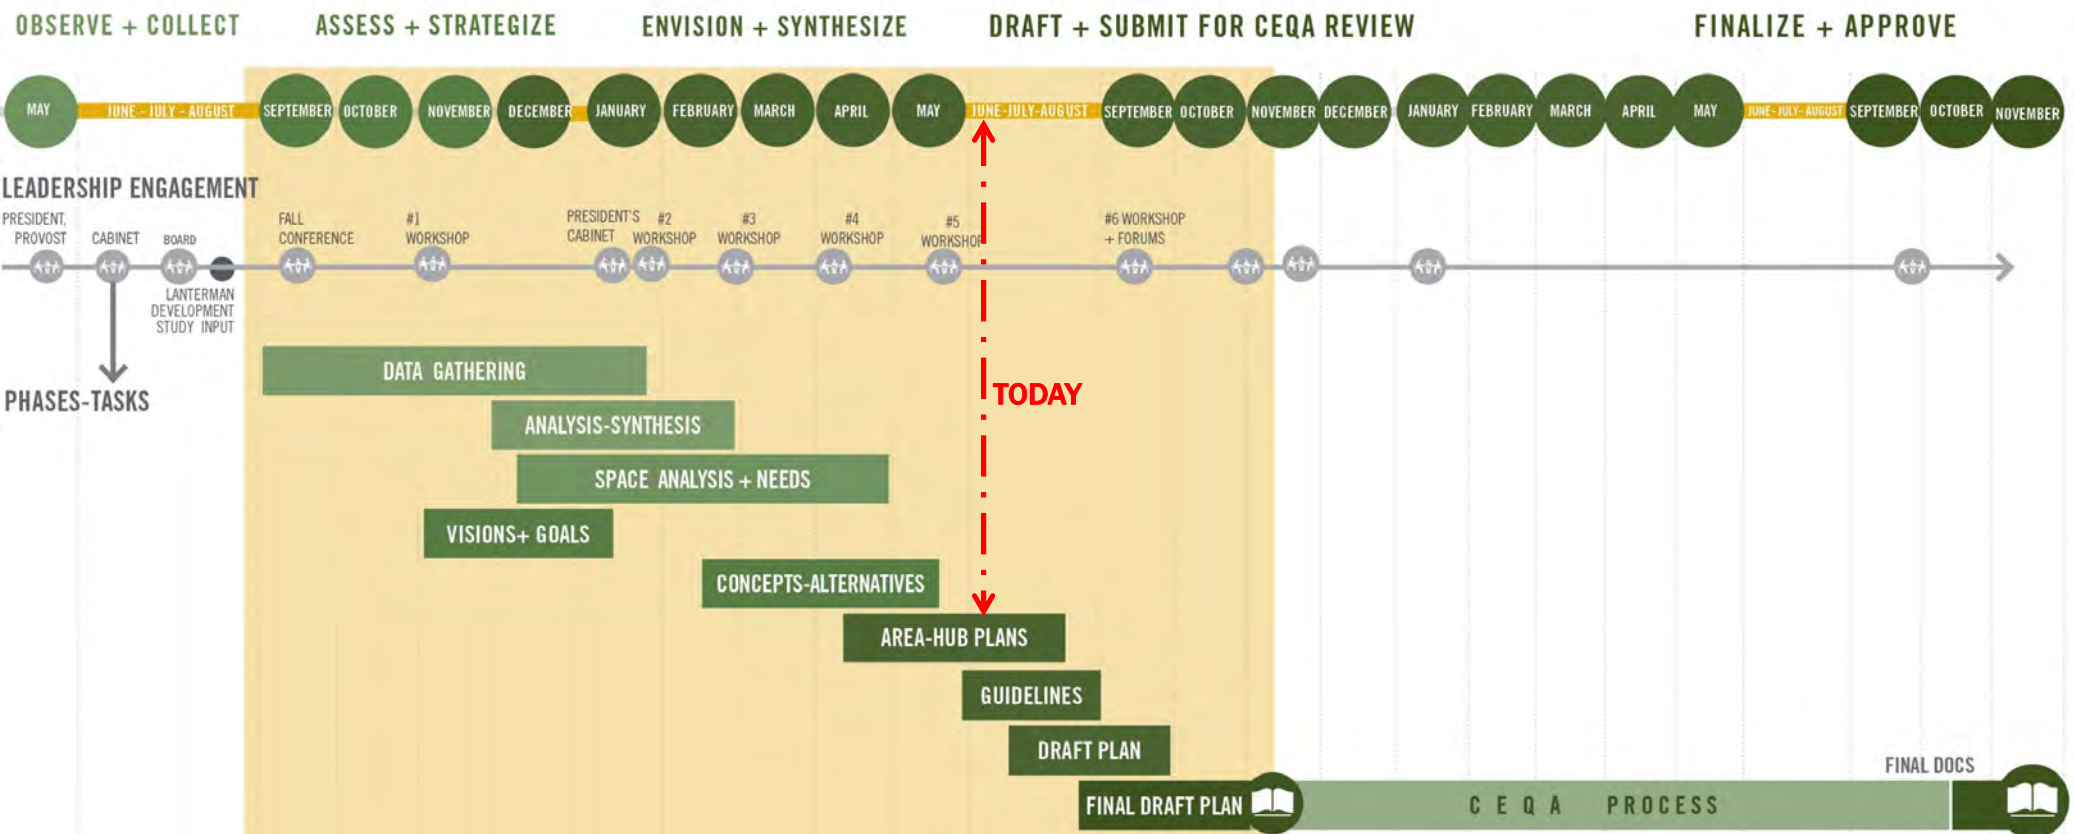 OBSERVE + COLLECT
ASSESS + STRATEGIZE
ENVISION + SYNTHESIZE
DRAFT + SUBMIT FOR CEQA REVIEW
FINALIZE + APPROVE
MAY
JUNE - JULY - AUGUST
SEPTEMBER
OCTOBER
NOVEMBER
DECEMBER
JANUARY
FEBRUARY
MARCH
APRIL
MAY
JUNE-JULY-AUGUST
SEPTEMBER
OCTOBER
NOVEMBER
DECEMBER
JANUARY
FEBRUARY
MARCH
APRIL
MAY
JUNE-JULY-AUGUST
SEPTEMBER
OCTOBER
NOVEMBER
LEADERSHIP ENGAGEMENT
PRESIDENT,
PROVOST
CABINET
BOARD
LANTERMAN
DEVELOPMENT
STUDY INPUT
FALL
CONFERENCE
#1
WORKSHOP
PRESIDENT'S
CABINET
#2
WORKSHOP
#3
WORKSHOP
#4
WORKSHOP
#5
WORKSHOP
#6 WORKSHOP
+ FORUMS
PHASES-TASKS
DATA GATHERING
TODAY
ANALYSIS-SYNTHESIS
SPACE ANALYSIS + NEEDS
VISIONS+ GOALS
CONCEPTS-ALTERNATIVES
AREA-HUB PLANS
GUIDELINES
DRAFT PLAN
FINAL DOCS
FINAL DRAFT PLAN
CEQA PROCESS